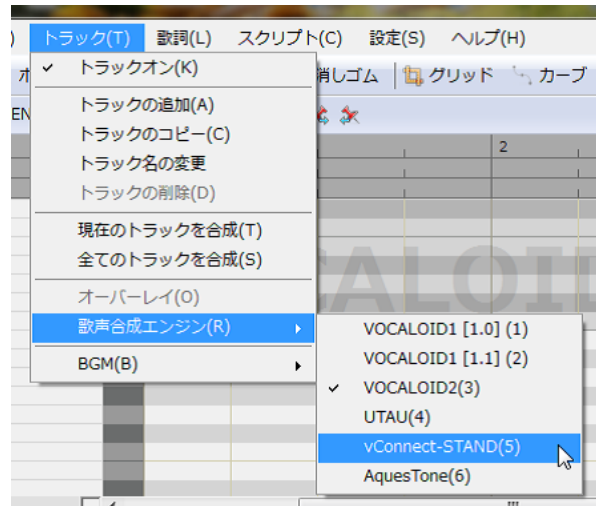 ) トラック(T) 歌詞(L) スクリプト(C) 設定(S) ヘルプ(H)
トラックオン(K)
消しゴム グリッド カーブ
トラックの追加(A)
EN
トラックのコピー(C)
トラック名の変更
2
トラックの削除(D)
現在のトラックを合成(T)
全てのトラックを合成(S)
オーバーレイ(O)
歌声合成エンジン(R)
BGM(B)
VOCALOID1 [1.0] (1)
VOCALOID1 [1.1] (2)
VOCALOID2(3)
UTAU(4)
vConnect-STAND(5)
AquesTone(6)
CALOID